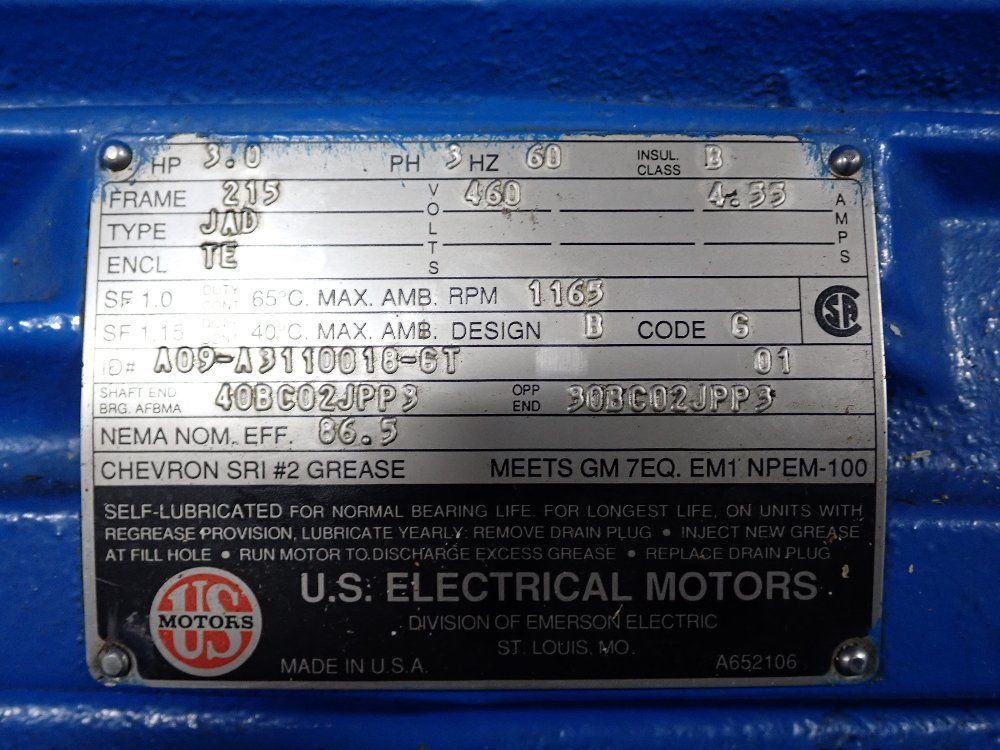 HP 3.0 PH 3 HZ 60 INSUL. CLASS B
FRAME 215 VOLTS 460 4.55 AMPS
TYPE JAD
ENCL TE
SF 1.0 DUTY CONT. 65°C. MAX. AMB. RPM 1165
SF 1.15 40°C. MAX. AMB. DESIGN B CODE G
ID# A09-A3110018-GT 01
SHAFT END BRG. AFBMA 40BC02JPP3 OPP END 30BC02JPP3
NEMA NOM. EFF. 86.5
CHEVRON SRI #2 GREASE MEETS GM 7EQ. EM1 NPEM-100
SELF-LUBRICATED FOR NORMAL BEARING LIFE. FOR LONGEST LIFE, ON UNITS WITH
REGREASE PROVISION, LUBRICATE YEARLY: REMOVE DRAIN PLUG • INJECT NEW GREASE
AT FILL HOLE • RUN MOTOR TO DISCHARGE EXCESS GREASE • REPLACE DRAIN PLUG
U.S. ELECTRICAL MOTORS
DIVISION OF EMERSON ELECTRIC
ST. LOUIS, MO.
US MOTORS
MADE IN U.S.A. A652106
SA